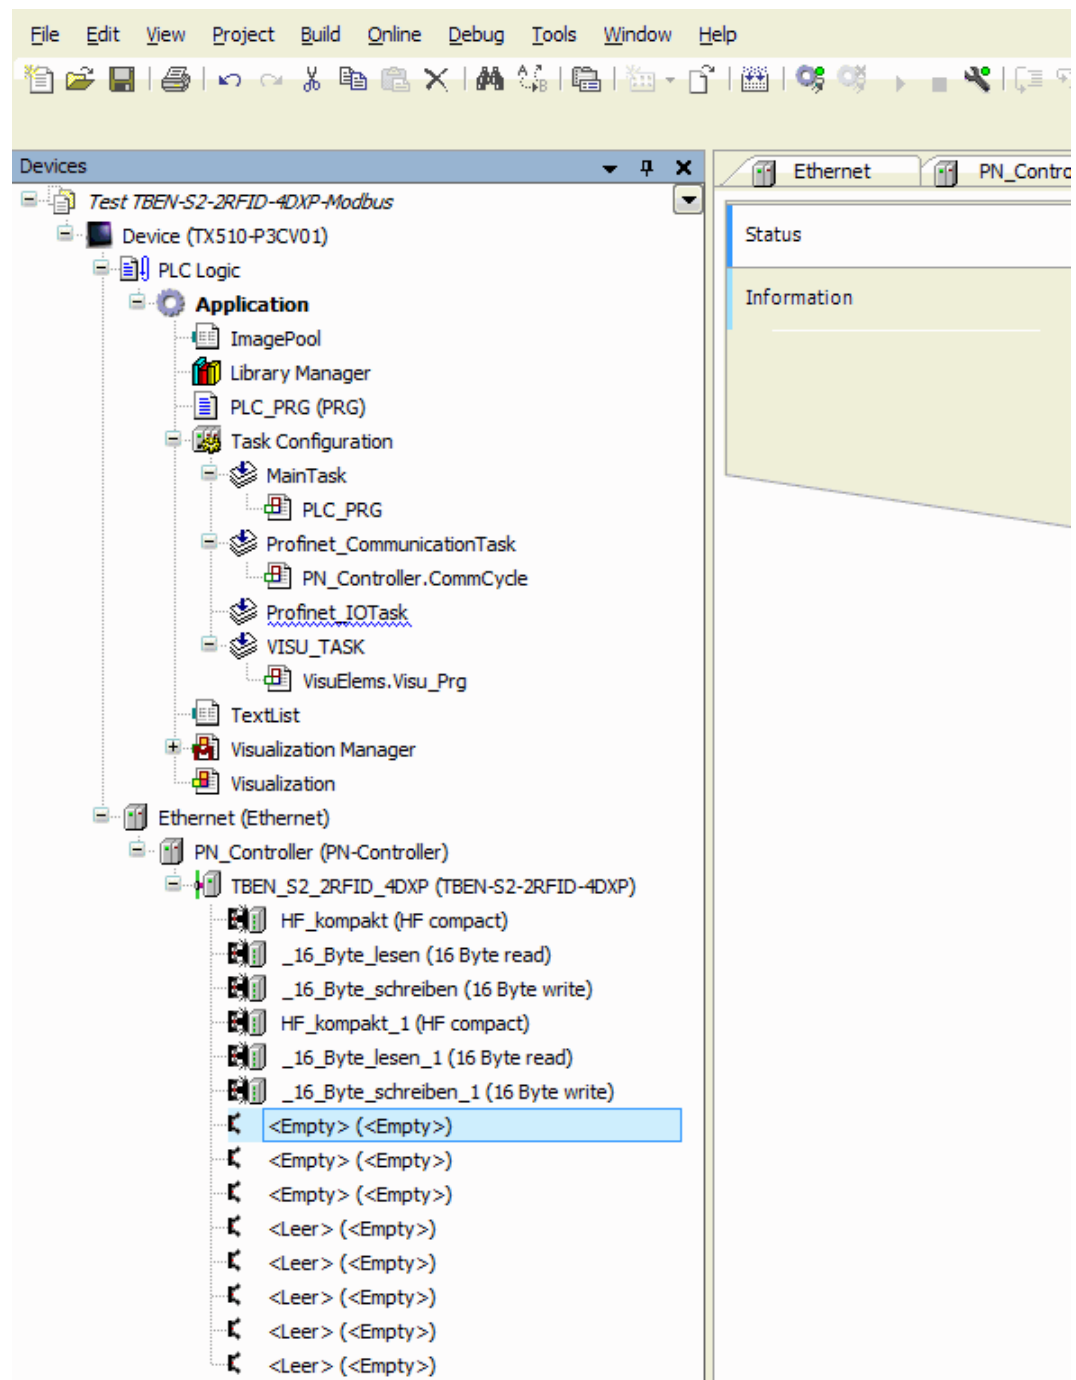 File Edit View Project Build Online Debug Tools Window Help
Devices
Ethernet
PN_Contro
Test TBEN-S2-2RFID-4DXP-Modbus
Device (TX510-P3CV01)
Status
PLC Logic
Information
Application
ImagePool
Library Manager
PLC_PRG (PRG)
Task Configuration
MainTask
PLC_PRG
Profinet_CommunicationTask
PN_Controller.CommCycle
Profinet_IOTask
VISU_TASK
VisuElems.Visu_Prg
TextList
Visualization Manager
Visualization
Ethernet (Ethernet)
PN_Controller (PN-Controller)
TBEN_S2_2RFID_4DXP (TBEN-S2-2RFID-4DXP)
HF_kompakt (HF compact)
_16_Byte_lesen (16 Byte read)
_16_Byte_schreiben (16 Byte write)
HF_kompakt_1 (HF compact)
_16_Byte_lesen_1 (16 Byte read)
_16_Byte_schreiben_1 (16 Byte write)
<Empty> (<Empty>)
<Empty> (<Empty>)
<Empty> (<Empty>)
<Leer> (<Empty>)
<Leer> (<Empty>)
<Leer> (<Empty>)
<Leer> (<Empty>)
<Leer> (<Empty>)